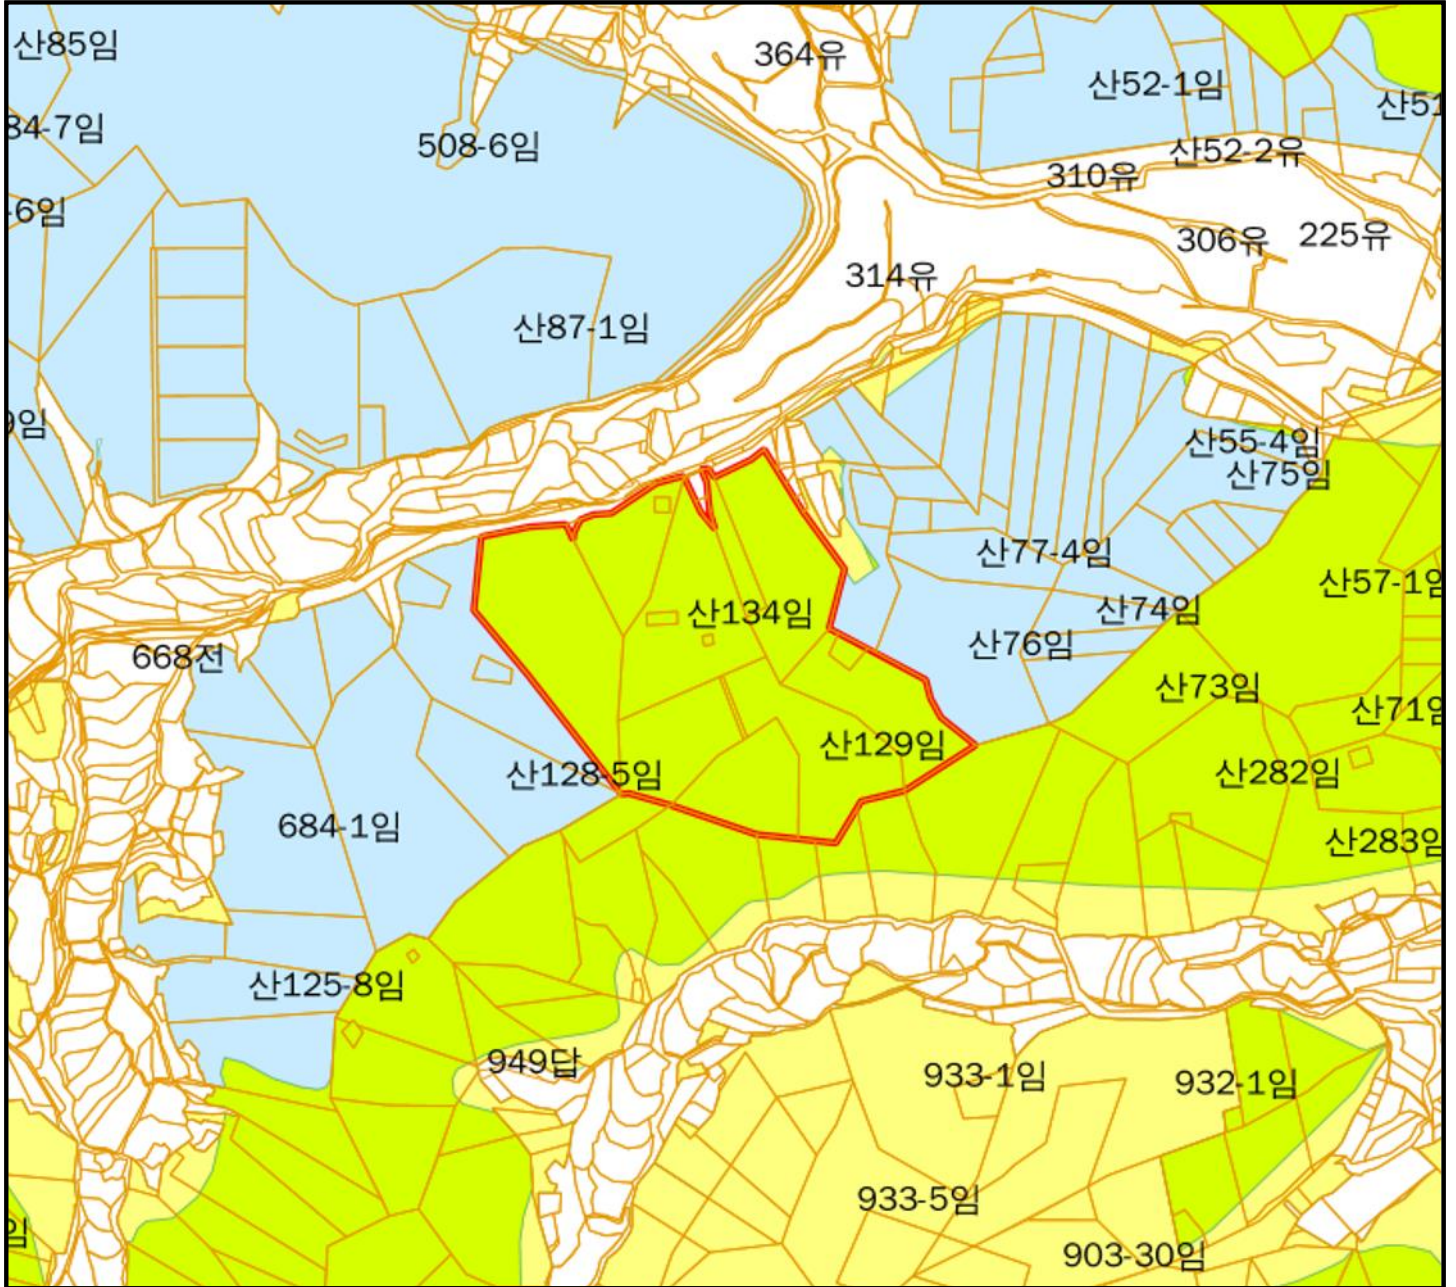 산85임
364유
산52-1임
산51
84-7임
508-6임
산52-2유
310유
-6임
306유
225유
314유
산87-1임
9임
산55-4임
산75임
산77-4임
산57-1임
산134임
산74임
산76임
668전
산73임
산71임
산129임
산128-5임
산282임
684-1임
산283임
산125-8임
949답
933-1임
932-1임
933-5임
임
903-30임